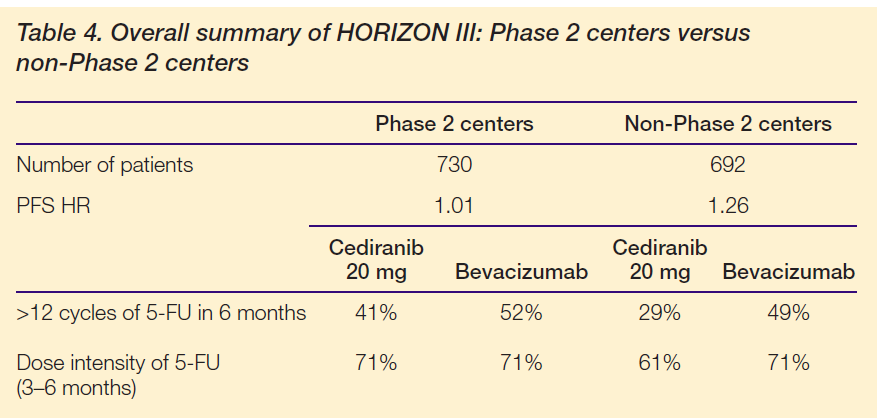 Table 4. Overall summary of HORIZON III: Phase 2 centers versus
non-Phase 2 centers
Phase 2 centers Non-Phase 2 centers
Number of patients 730 692
PFS HR 1.01 1.26
Cediranib 20 mg Bevacizumab Cediranib 20 mg Bevacizumab
>12 cycles of 5-FU in 6 months 41% 52% 29% 49%
Dose intensity of 5-FU 71% 71% 61% 71%
(3–6 months)